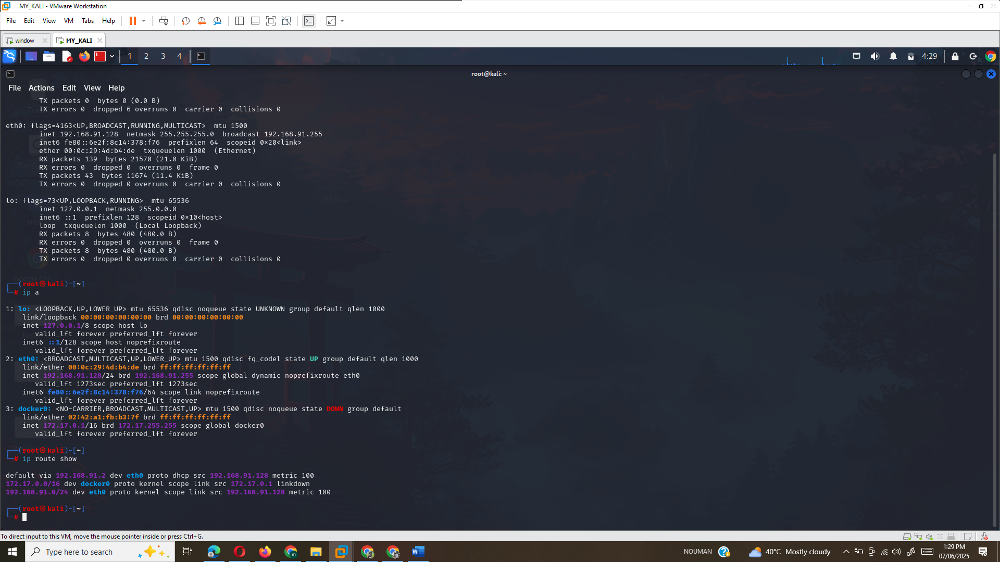 MY_KALI - VMware Workstation
File Edit View VM Tabs Help
window MY_KALI
1 2 3 4 4:29
root@kali: ~
File Actions Edit View Help
TX packets 0  bytes 0 (0.0 B)
TX errors 0  dropped 6 overruns 0  carrier 0  collisions 0
eth0: flags=4163<UP,BROADCAST,RUNNING,MULTICAST>  mtu 1500
inet 192.168.91.128  netmask 255.255.255.0  broadcast 192.168.91.255
inet6 fe80::6e2f:8c14:378:f76  prefixlen 64  scopeid 0×20<link>
ether 00:0c:29:4d:b4:de  txqueuelen 1000  (Ethernet)
RX packets 139  bytes 21570 (21.0 KiB)
RX errors 0  dropped 0  overruns 0  frame 0
TX packets 43  bytes 11674 (11.4 KiB)
TX errors 0  dropped 0 overruns 0  carrier 0  collisions 0
lo: flags=73<UP,LOOPBACK,RUNNING>  mtu 65536
inet 127.0.0.1  netmask 255.0.0.0
inet6 ::1  prefixlen 128  scopeid 0×10<host>
loop  txqueuelen 1000  (Local Loopback)
RX packets 8  bytes 480 (480.0 B)
RX errors 0  dropped 0  overruns 0  frame 0
TX packets 8  bytes 480 (480.0 B)
TX errors 0  dropped 0 overruns 0  carrier 0  collisions 0
┌──(root㉿kali)-[~]
└─# ip a
1: lo: <LOOPBACK,UP,LOWER_UP> mtu 65536 qdisc noqueue state UNKNOWN group default qlen 1000
link/loopback 00:00:00:00:00:00 brd 00:00:00:00:00:00
inet 127.0.0.1/8 scope host lo
valid_lft forever preferred_lft forever
inet6 ::1/128 scope host noprefixroute
valid_lft forever preferred_lft forever
2: eth0: <BROADCAST,MULTICAST,UP,LOWER_UP> mtu 1500 qdisc fq_codel state UP group default qlen 1000
link/ether 00:0c:29:4d:b4:de brd ff:ff:ff:ff:ff:ff
inet 192.168.91.128/24 brd 192.168.91.255 scope global dynamic noprefixroute eth0
valid_lft 1273sec preferred_lft 1273sec
inet6 fe80::6e2f:8c14:378:f76/64 scope link noprefixroute
valid_lft forever preferred_lft forever
3: docker0: <NO-CARRIER,BROADCAST,MULTICAST,UP> mtu 1500 qdisc noqueue state DOWN group default
link/ether 02:42:a1:fb:b3:7f brd ff:ff:ff:ff:ff:ff
inet 172.17.0.1/16 brd 172.17.255.255 scope global docker0
valid_lft forever preferred_lft forever
┌──(root㉿kali)-[~]
└─# ip route show
default via 192.168.91.2 dev eth0 proto dhcp src 192.168.91.128 metric 100
172.17.0.0/16 dev docker0 proto kernel scope link src 172.17.0.1 linkdown
192.168.91.0/24 dev eth0 proto kernel scope link src 192.168.91.128 metric 100
┌──(root㉿kali)-[~]
└─#
To direct input to this VM, move the mouse pointer inside or press Ctrl+G.
Type here to search NOUMAN 40°C Mostly cloudy 1:29 PM
07/06/2025